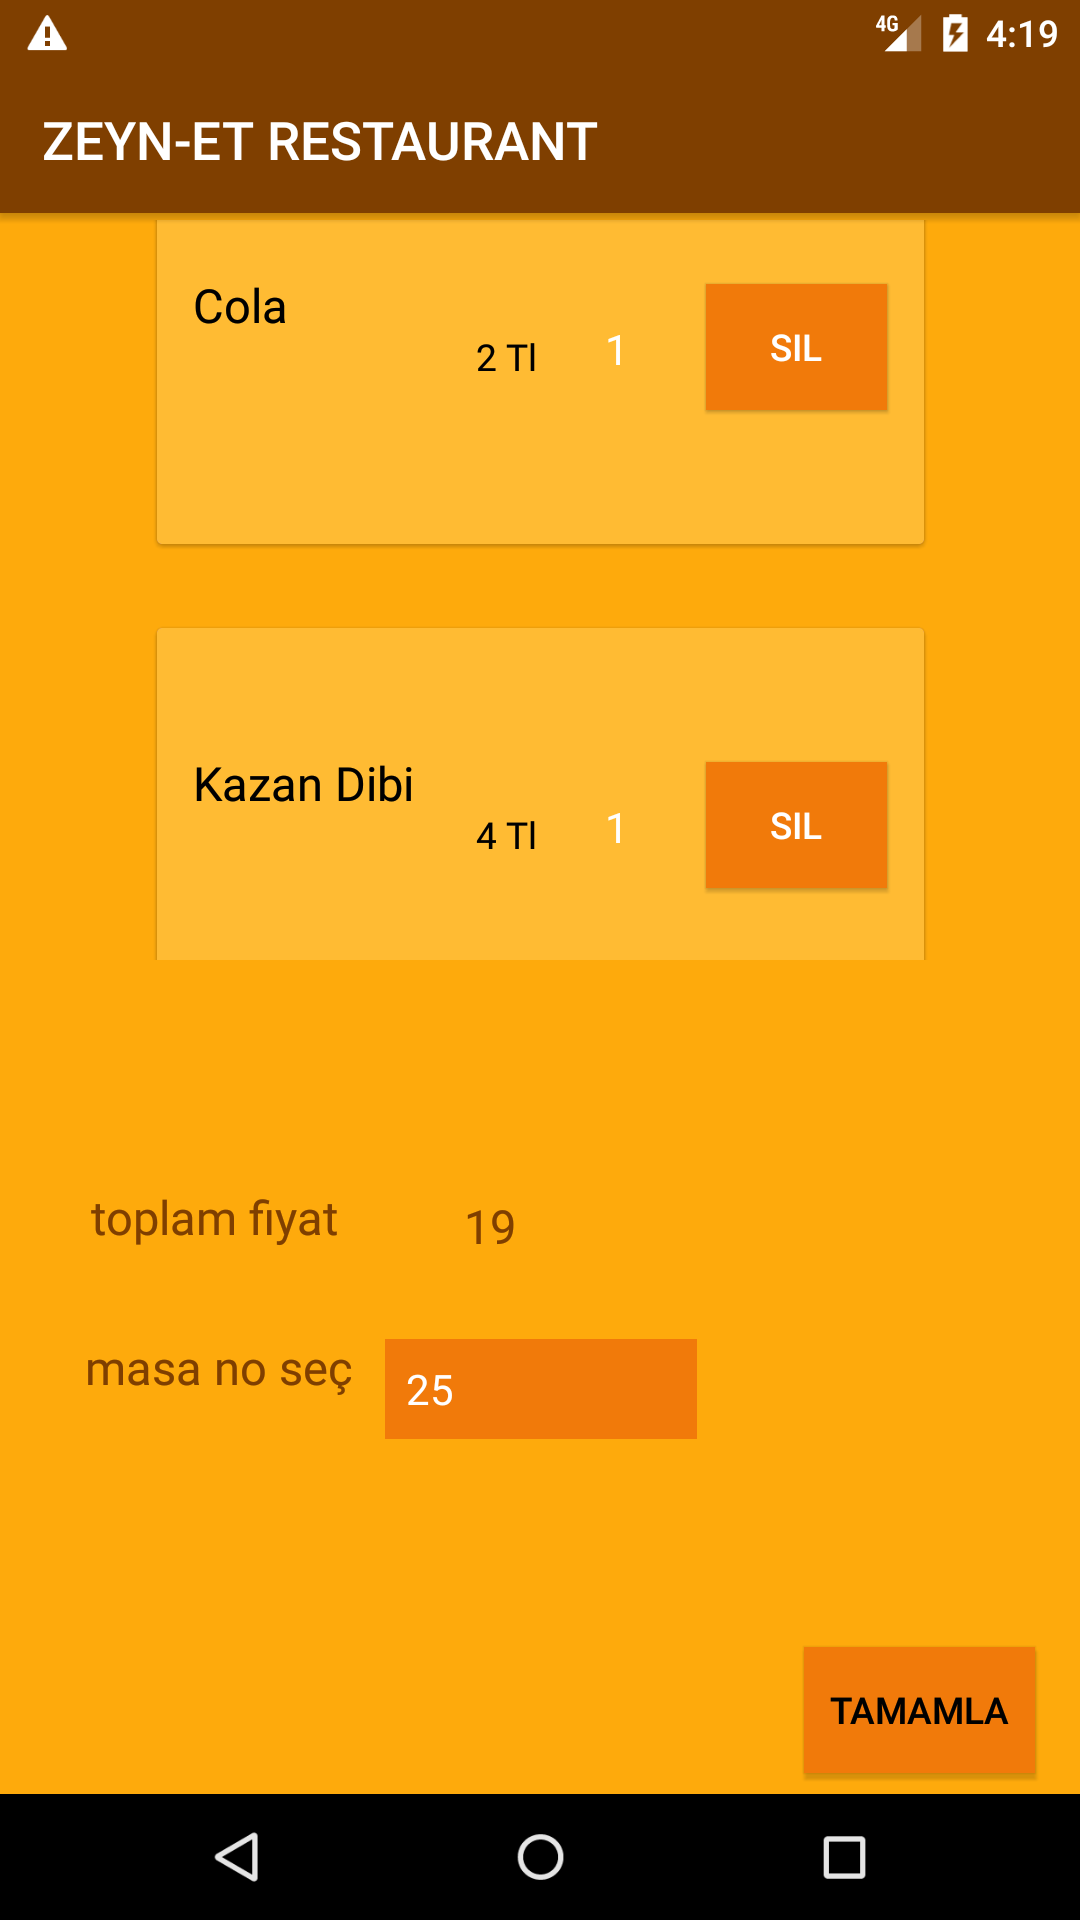 4G 4:19
ZEYN-ET RESTAURANT
Cola
2 Tl 1 SIL
Kazan Dibi
4 Tl 1 SIL
toplam fiyat 19
masa no seç 25
TAMAMLA